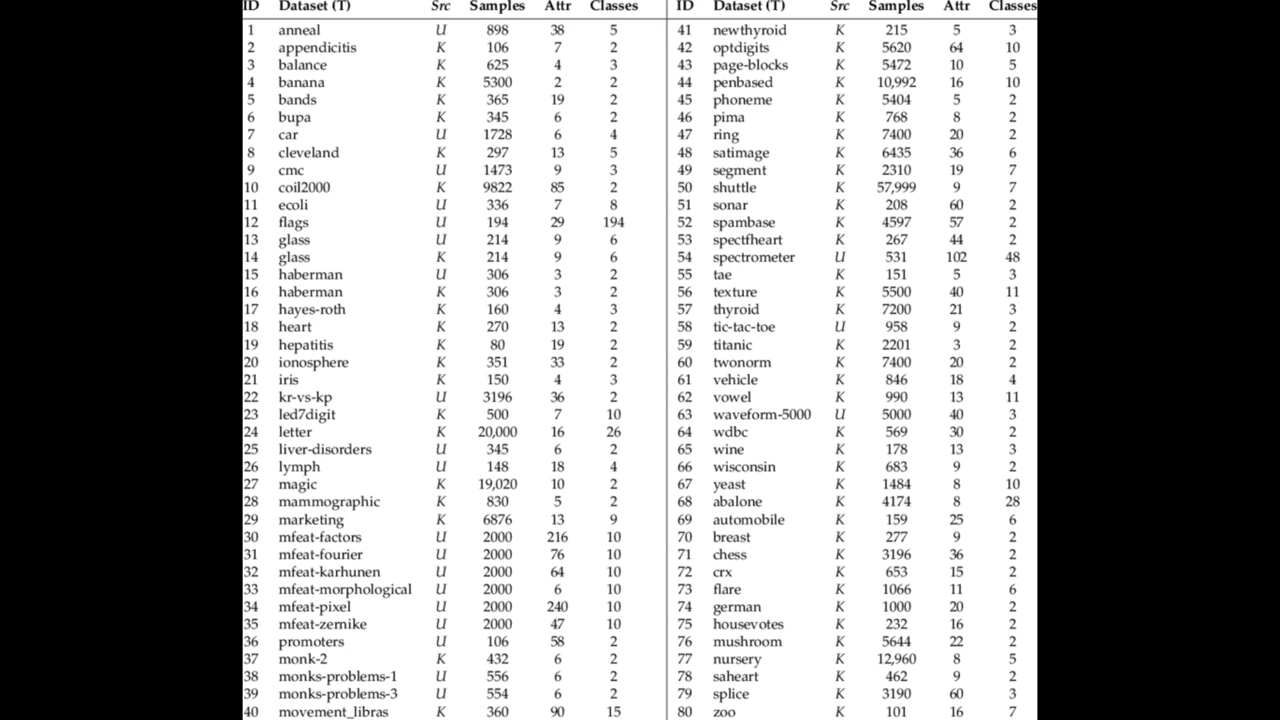 ID Dataset (T) Src Samples Attr Classes ID Dataset (T) Src Samples Attr Classes
1 anneal U 898 38 5 41 newthyroid K 215 5 3
2 appendicitis K 106 7 2 42 optdigits K 5620 64 10
3 balance K 625 4 3 43 page-blocks K 5472 10 5
4 banana K 5300 2 2 44 penbased K 10,992 16 10
5 bands K 365 19 2 45 phoneme K 5404 5 2
6 bupa K 345 6 2 46 pima K 768 8 2
7 car U 1728 6 4 47 ring K 7400 20 2
8 cleveland K 297 13 5 48 satimage K 6435 36 6
9 cmc U 1473 9 3 49 segment K 2310 19 7
10 coil2000 K 9822 85 2 50 shuttle K 57,999 9 7
11 ecoli U 336 7 8 51 sonar K 208 60 2
12 flags U 194 29 194 52 spambase K 4597 57 2
13 glass U 214 9 6 53 spectfheart K 267 44 2
14 glass K 214 9 6 54 spectrometer U 531 102 48
15 haberman U 306 3 2 55 tae K 151 5 3
16 haberman K 306 3 2 56 texture K 5500 40 11
17 hayes-roth K 160 4 3 57 thyroid K 7200 21 3
18 heart K 270 13 2 58 tic-tac-toe U 958 9 2
19 hepatitis K 80 19 2 59 titanic K 2201 3 2
20 ionosphere K 351 33 2 60 twonorm K 7400 20 2
21 iris K 150 4 3 61 vehicle K 846 18 4
22 kr-vs-kp U 3196 36 2 62 vowel K 990 13 11
23 led7digit K 500 7 10 63 waveform-5000 U 5000 40 3
24 letter K 20,000 16 26 64 wdbc K 569 30 2
25 liver-disorders U 345 6 2 65 wine K 178 13 3
26 lymph U 148 18 4 66 wisconsin K 683 9 2
27 magic K 19,020 10 2 67 yeast K 1484 8 10
28 mammographic K 830 5 2 68 abalone K 4174 8 28
29 marketing K 6876 13 9 69 automobile K 159 25 6
30 mfeat-factors U 2000 216 10 70 breast K 277 9 2
31 mfeat-fourier U 2000 76 10 71 chess K 3196 36 2
32 mfeat-karhunen U 2000 64 10 72 crx K 653 15 2
33 mfeat-morphological U 2000 6 10 73 flare K 1066 11 6
34 mfeat-pixel U 2000 240 10 74 german K 1000 20 2
35 mfeat-zernike U 2000 47 10 75 housevotes K 232 16 2
36 promoters U 106 58 2 76 mushroom K 5644 22 2
37 monk-2 K 432 6 2 77 nursery K 12,960 8 5
38 monks-problems-1 U 556 6 2 78 saheart K 462 9 2
39 monks-problems-3 U 554 6 2 79 splice K 3190 60 3
40 movement_libras K 360 90 15 80 zoo K 101 16 7